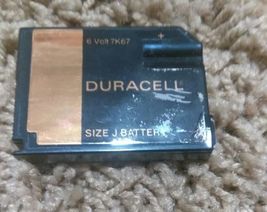 6 Volt 7K67
+
DURACELL
SIZE J BATTERY